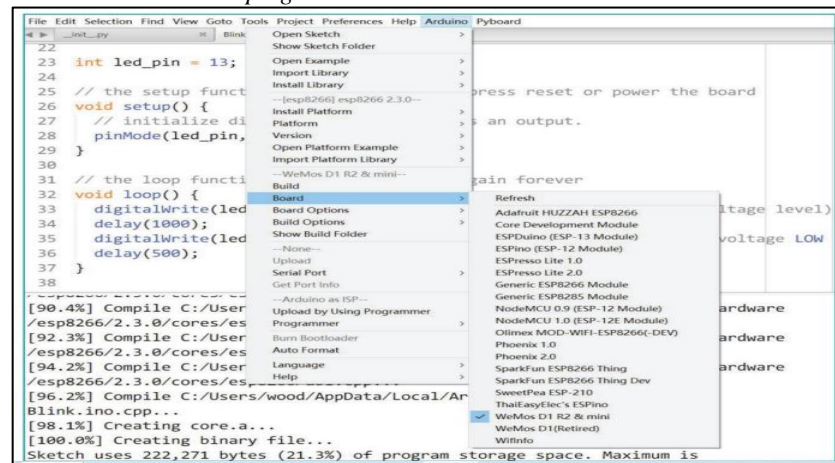 prog
File Edit Selection Find View Goto Tools Project Preferences Help Arduino Pyboard
__init__.py × Blink
22
23 int led_pin = 13;
24
25 // the setup funct press reset or power the board
26 void setup() {
27 // initialize di s an output.
28 pinMode(led_pin,
29 }
30
31 // the loop functi gain forever
32 void loop() {
33 digitalWrite(led ltage level)
34 delay(1000);
35 digitalWrite(led voltage LOW
36 delay(500);
37 }
38
[90.4%] Compile C:/User ardware
/esp8266/2.3.0/cores/es
[92.3%] Compile C:/User ardware
/esp8266/2.3.0/cores/es
[94.2%] Compile C:/User ardware
/esp8266/2.3.0/cores/
[96.2%] Compile C:/Users/wood/AppData/Local/Ar
Blink.ino.cpp...
[98.1%] Creating core.a...
[100.0%] Creating binary file...
Sketch uses 222,271 bytes (21.3%) of program storage space. Maximum is
Open Sketch >
Show Sketch Folder
Open Example >
Import Library >
Install Library >
--[esp8266] esp8266 2.3.0--
Install Platform >
Platform >
Version >
Open Platform Example >
Import Platform Library >
--WeMos D1 R2 & mini--
Build
Board >
Board Options >
Build Options >
Show Build Folder
--None--
Upload
Serial Port >
Get Port Info
--Arduino as ISP--
Upload by Using Programmer
Programmer >
Burn Bootloader
Auto Format
Language >
Help >
Refresh
Adafruit HUZZAH ESP8266
Core Development Module
ESPDuino (ESP-13 Module)
ESPino (ESP-12 Module)
ESPresso Lite 1.0
ESPresso Lite 2.0
Generic ESP8266 Module
Generic ESP8285 Module
NodeMCU 0.9 (ESP-12 Module)
NodeMCU 1.0 (ESP-12E Module)
Olimex MOD-WIFI-ESP8266(-DEV)
Phoenix 1.0
Phoenix 2.0
SparkFun ESP8266 Thing
SparkFun ESP8266 Thing Dev
SweetPea ESP-210
ThaiEasyElec's ESPino
✓ WeMos D1 R2 & mini
WeMos D1(Retired)
WifInfo